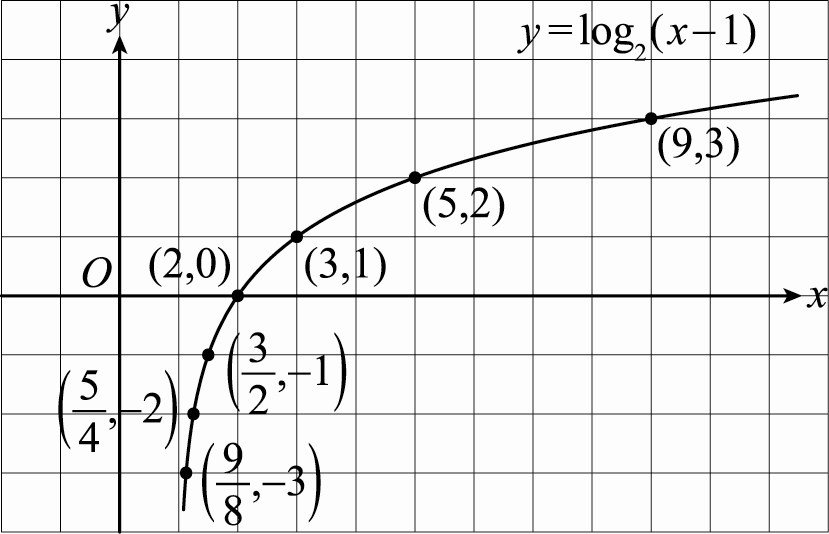 y
y=log₂(x−1)
(9,3)
(5,2)
O (2,0) (3,1)
x
(3/2,−1)
(5/4,−2)
(9/8,−3)